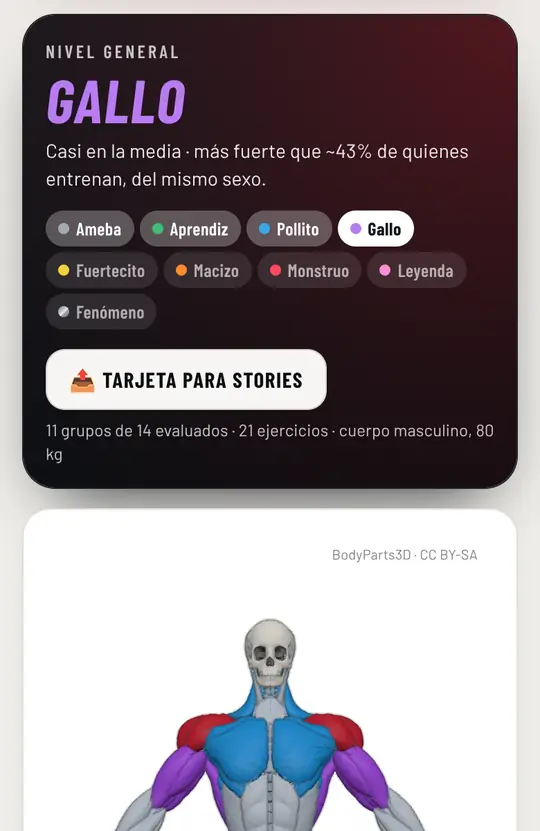 NIVEL GENERAL
GALLO
Casi en la media · más fuerte que ~43% de quienes
entrenan, del mismo sexo.
Ameba Aprendiz Pollito Gallo
Fuertecito Macizo Monstruo Leyenda
Fenómeno
TARJETA PARA STORIES
11 grupos de 14 evaluados · 21 ejercicios · cuerpo masculino, 80
kg
BodyParts3D · CC BY-SA